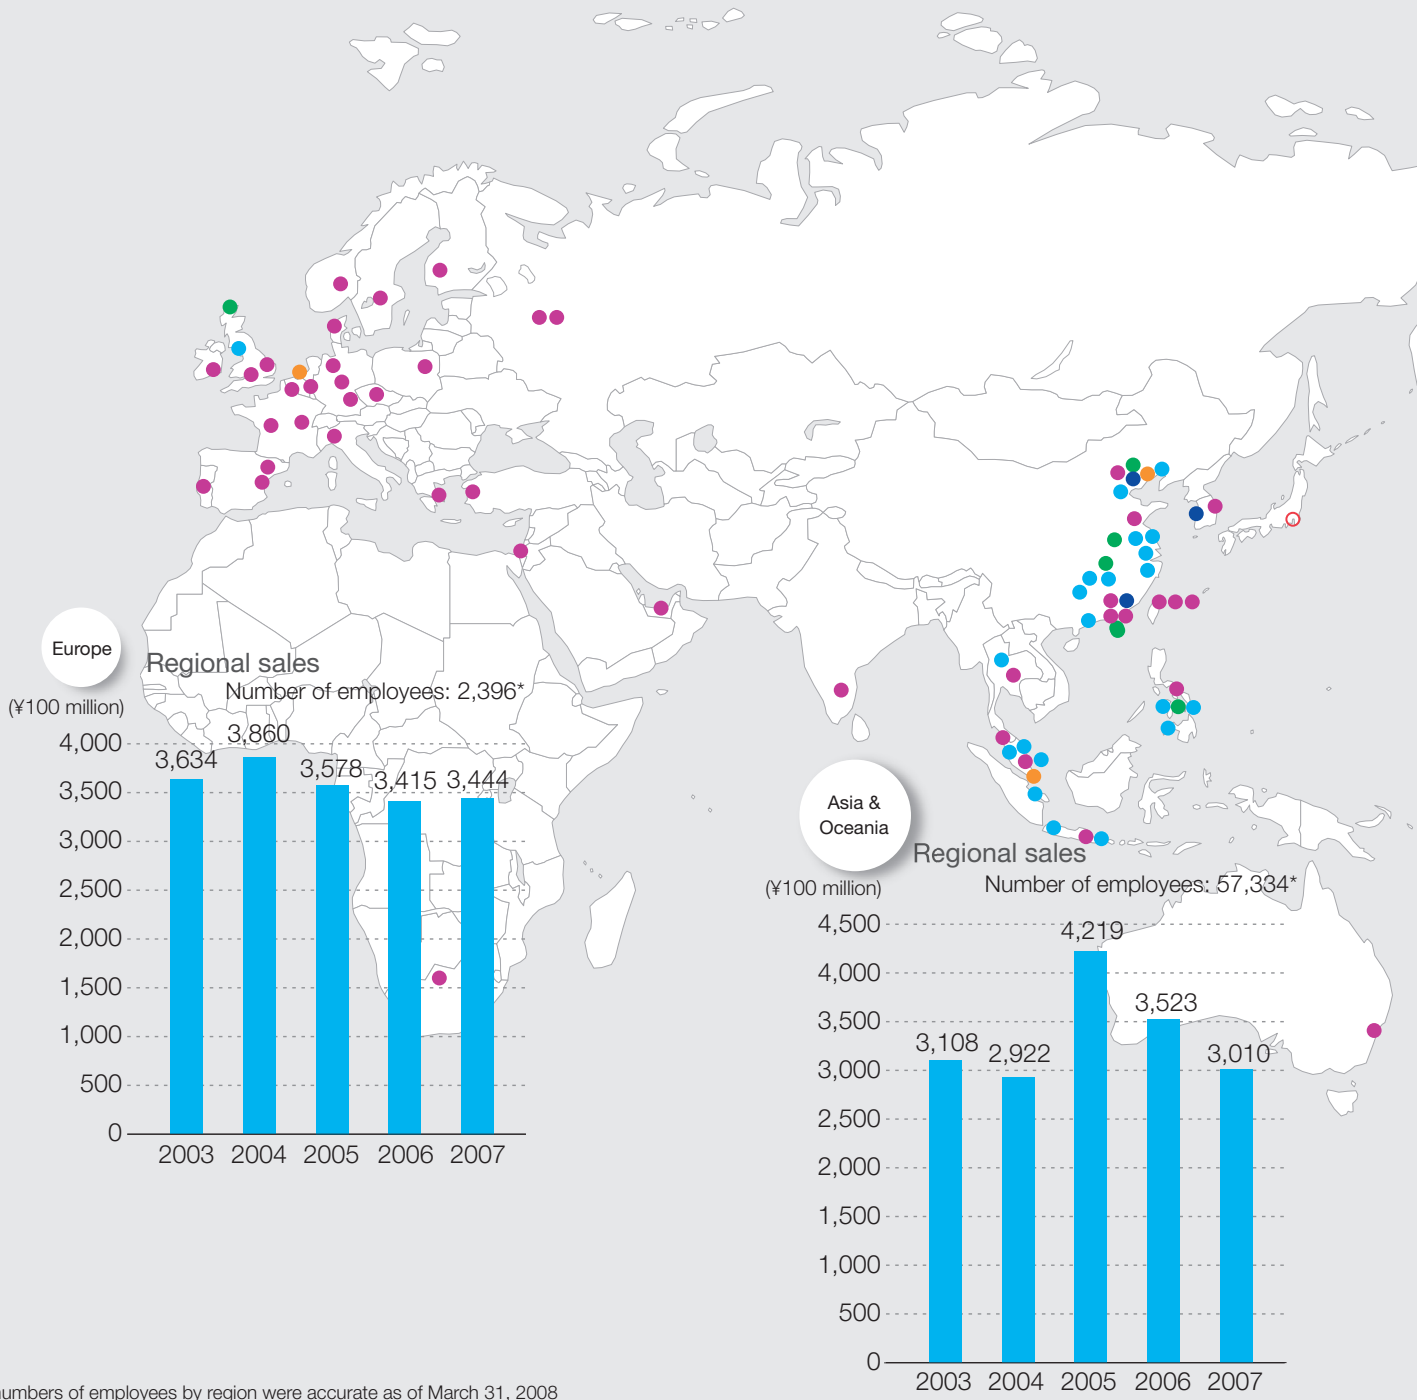 Europe
Regional sales
Number of employees: 2,396*
(¥100 million)
4,000
3,500
3,000
2,500
2,000
1,500
1,000
500
0
3,634
3,860
3,578
3,415
3,444
2003 2004 2005 2006 2007
Asia &
Oceania
Regional sales
Number of employees: 57,334*
(¥100 million)
4,500
4,000
3,500
3,000
2,500
2,000
1,500
1,000
500
0
3,108
2,922
4,219
3,523
3,010
2003 2004 2005 2006 2007
numbers of employees by region were accurate as of March 31, 2008